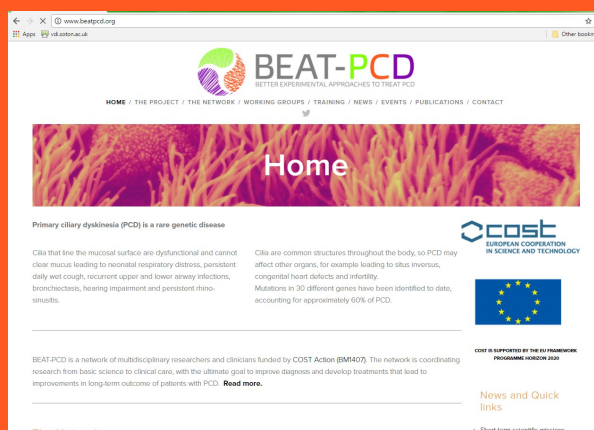 www.beatpcd.org
Apps vdi.soton.ac.uk
Other bookm
BEAT-PCD
BETTER EXPERIMENTAL APPROACHES TO TREAT PCD
HOME / THE PROJECT / THE NETWORK / WORKING GROUPS / TRAINING / NEWS / EVENTS / PUBLICATIONS / CONTACT
Home
Primary ciliary dyskinesia (PCD) is a rare genetic disease
Cilia that line the mucosal surface are dysfunctional and cannot
clear mucus leading to neonatal respiratory distress, persistent
daily wet cough, recurrent upper and lower airway infections,
bronchiectasis, hearing impairment and persistent rhino-
sinusitis.
Cilia are common structures throughout the body, so PCD may
affect other organs, for example leading to situs inversus,
congenital heart defects and infertility.
Mutations in 30 different genes have been identified to date,
accounting for approximately 60% of PCD.
BEAT-PCD is a network of multidisciplinary researchers and clinicians funded by COST Action (BM1407). The network is coordinating
research from basic science to clinical care, with the ultimate goal to improve diagnosis and develop treatments that lead to
improvements in long-term outcome of patients with PCD. Read more.
cost
EUROPEAN COOPERATION
IN SCIENCE AND TECHNOLOGY
COST IS SUPPORTED BY THE EU FRAMEWORK
PROGRAMME HORIZON 2020
News and Quick
links